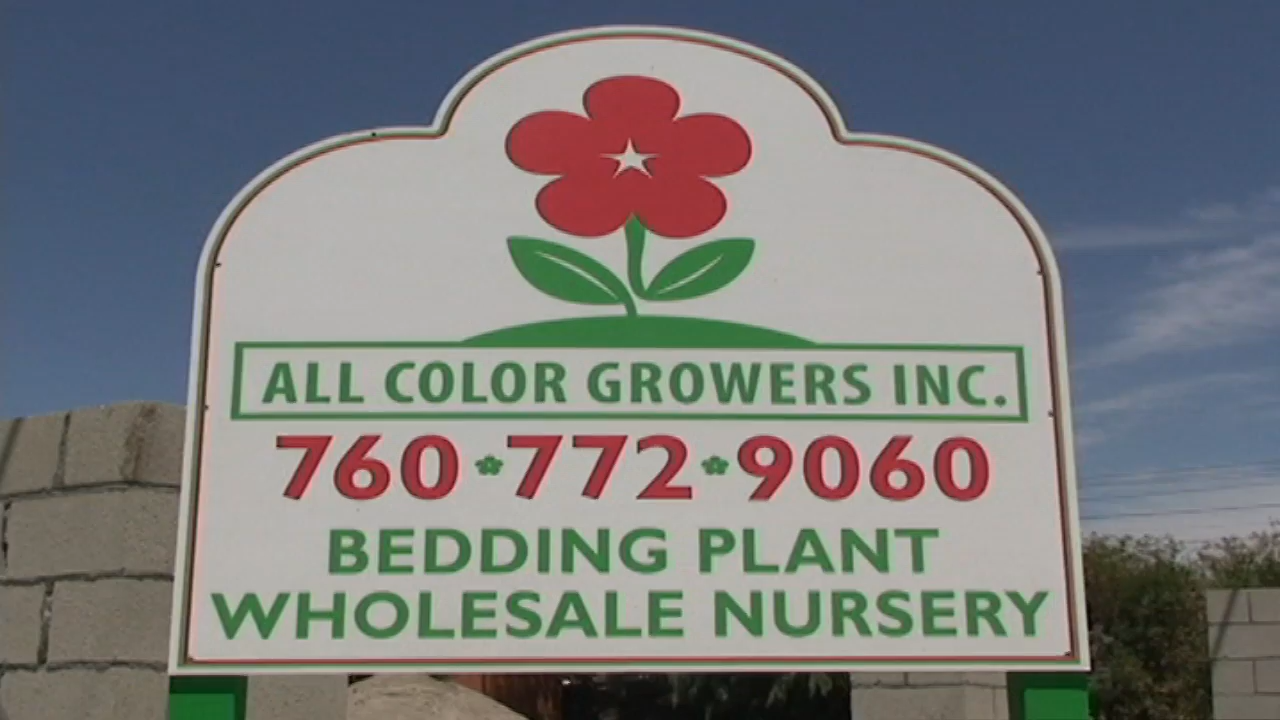 ALL COLOR GROWERS INC.
760·772·9060
BEDDING PLANT
WHOLESALE NURSERY